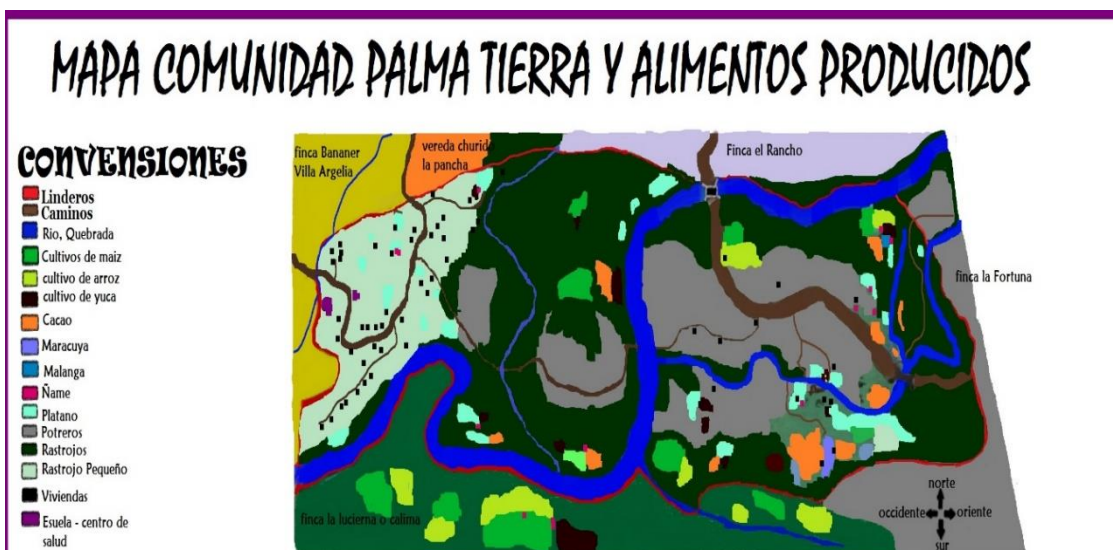 MAPA COMUNIDAD PALMA TIERRA Y ALIMENTOS PRODUCIDOS
CONVENSIONES
Linderos
Caminos
Rio, Quebrada
Cultivos de maiz
cultivo de arroz
cultivo de yuca
Cacao
Maracuya
Malanga
Ñame
Platano
Potreros
Rastrojos
Rastrojo Pequeño
Viviendas
Esuela - centro de
salud
finca Bananer
Villa Argelia
vereda churido
la pancha
Finca el Rancho
finca la Fortuna
finca la lucierna o calima
norte
occidente
oriente
sur